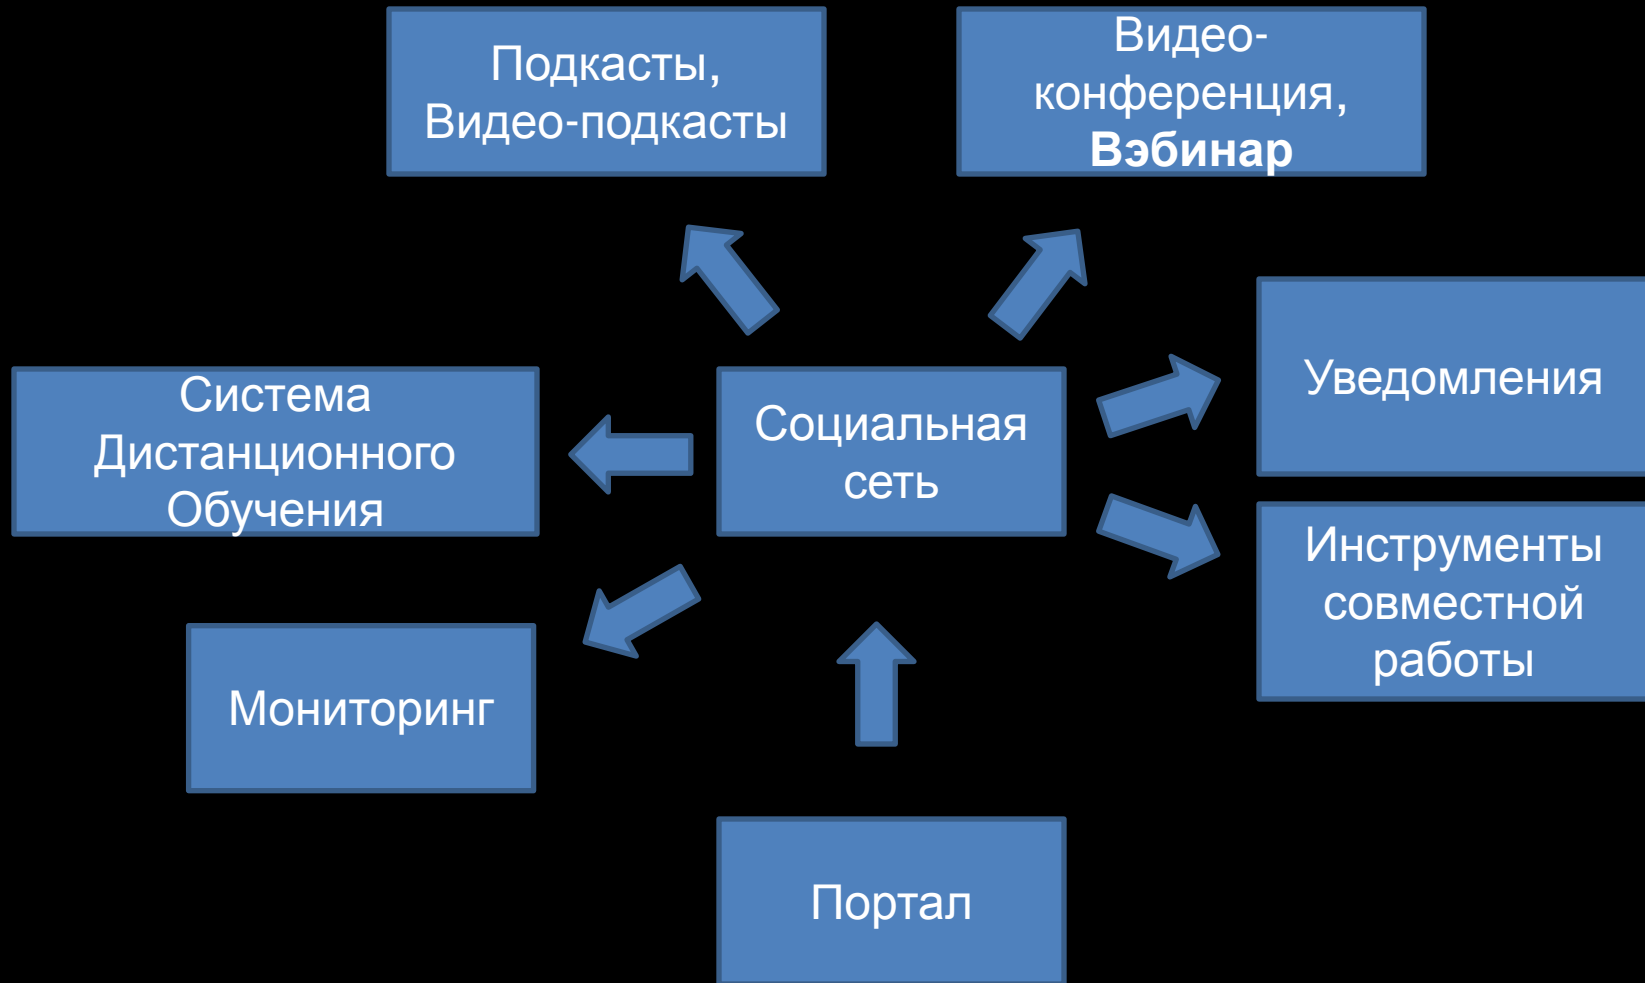 Подкасты,
Видео-подкасты
Видео-
конференция,
Вэбинар
Уведомления
Система
Дистанционного
Обучения
Социальная
сеть
Инструменты
совместной
работы
Мониторинг
Портал